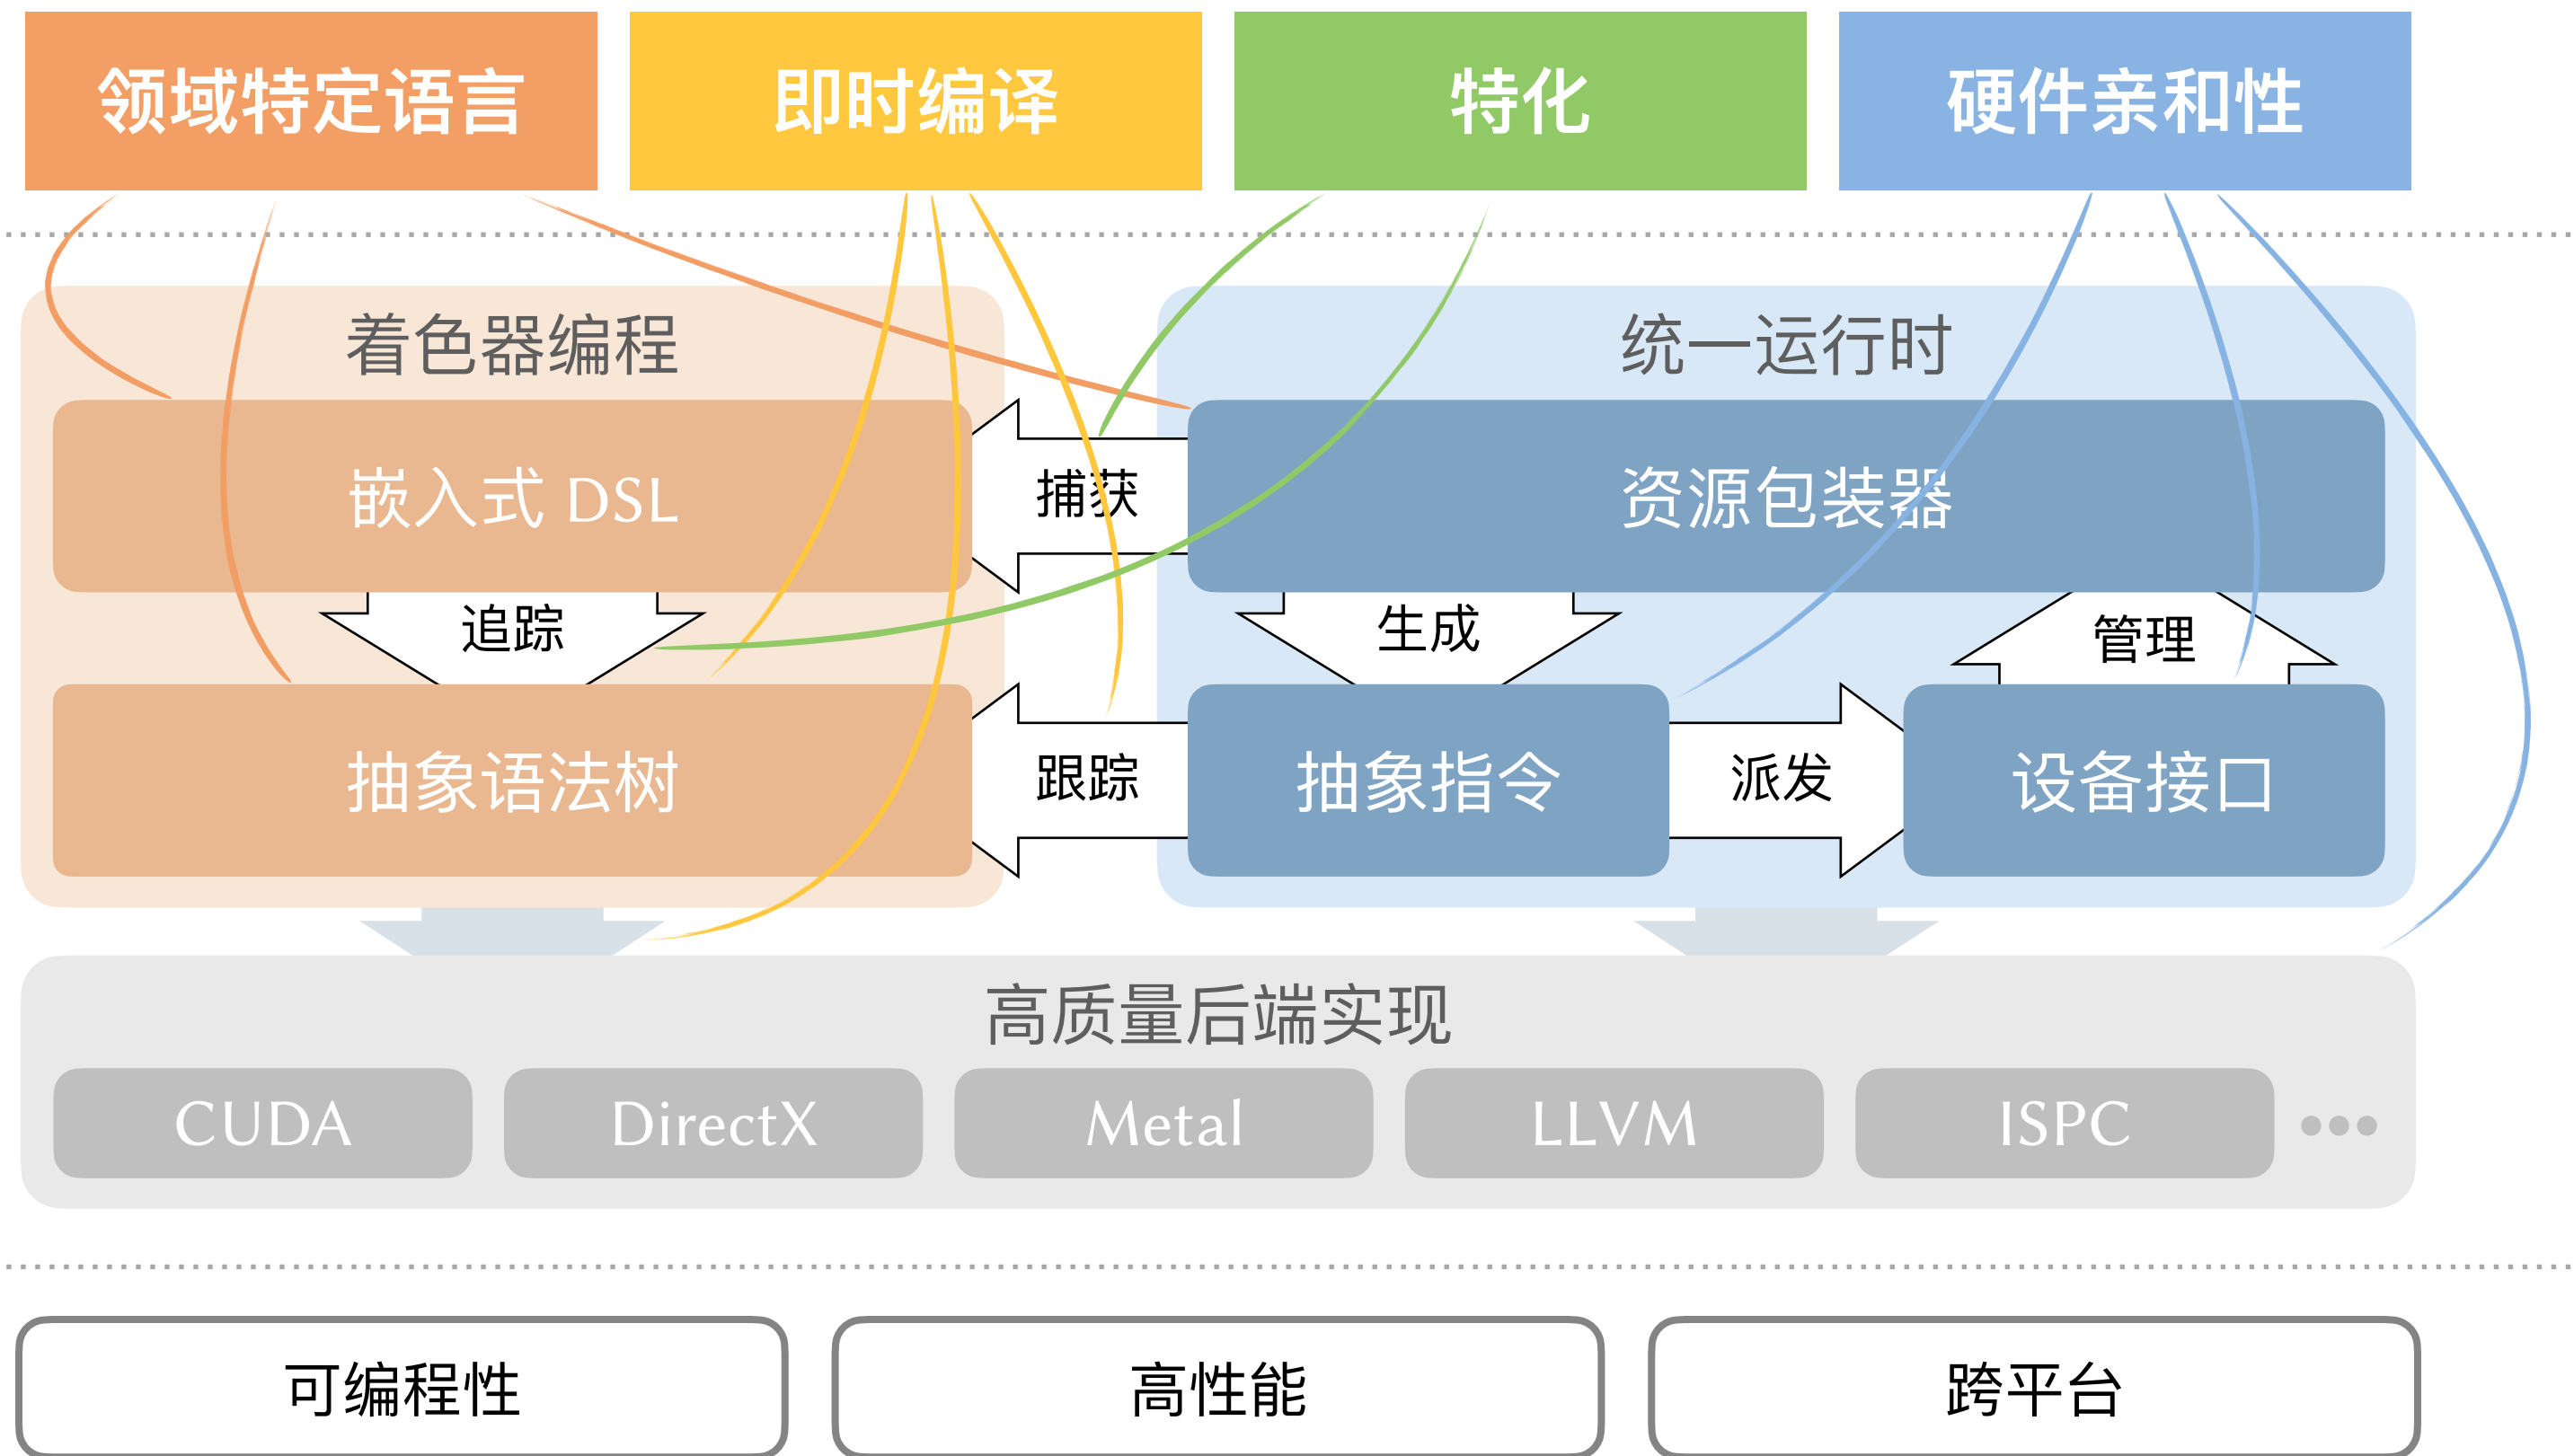 领域特定语言
即时编译
特化
硬件亲和性
着色器编程
统一运行时
嵌入式 DSL
捕获
资源包装器
追踪
生成
管理
抽象语法树
跟踪
抽象指令
派发
设备接口
高质量后端实现
CUDA
DirectX
Metal
LLVM
ISPC
可编程性
高性能
跨平台